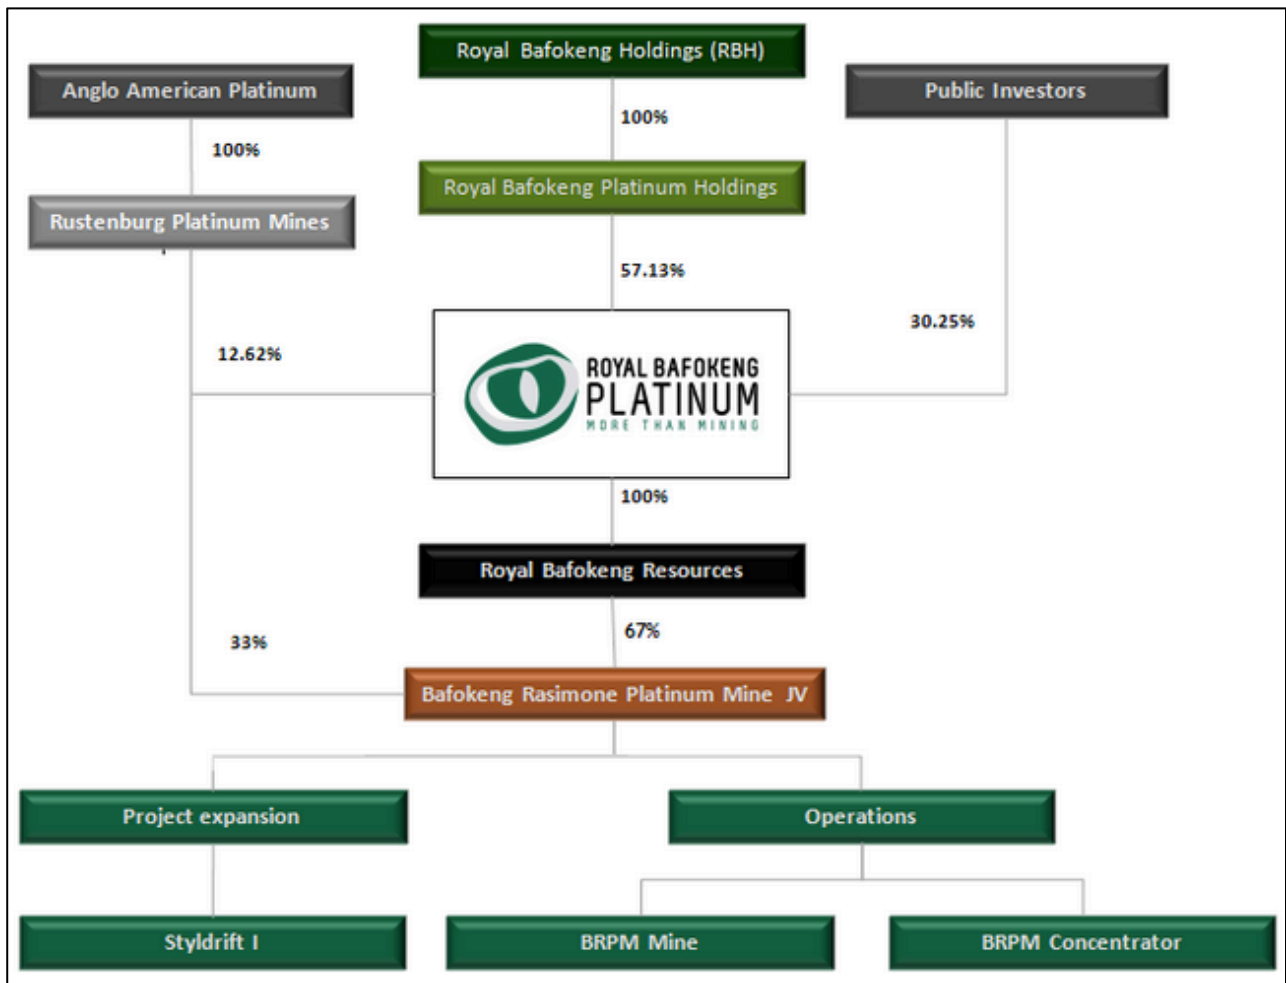 Royal Bafokeng Holdings (RBH)
Anglo American Platinum
Public Investors
100%
100%
Royal Bafokeng Platinum Holdings
Rustenburg Platinum Mines
57.13%
30.25%
12.62%
ROYAL BAFOKENG
PLATINUM
MORE THAN MINING
100%
Royal Bafokeng Resources
67%
33%
Bafokeng Rasimone Platinum Mine JV
Project expansion
Operations
Styldrift I
BRPM Mine
BRPM Concentrator